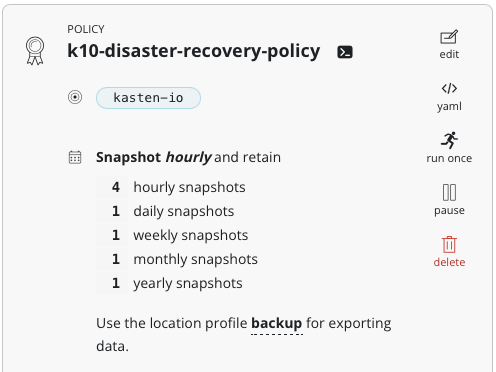 POLICY
k10-disaster-recovery-policy
kasten-io
Snapshot hourly and retain
4 hourly snapshots
1 daily snapshots
1 weekly snapshots
1 monthly snapshots
1 yearly snapshots
Use the location profile backup for exporting
data.
edit
yaml
run once
pause
delete